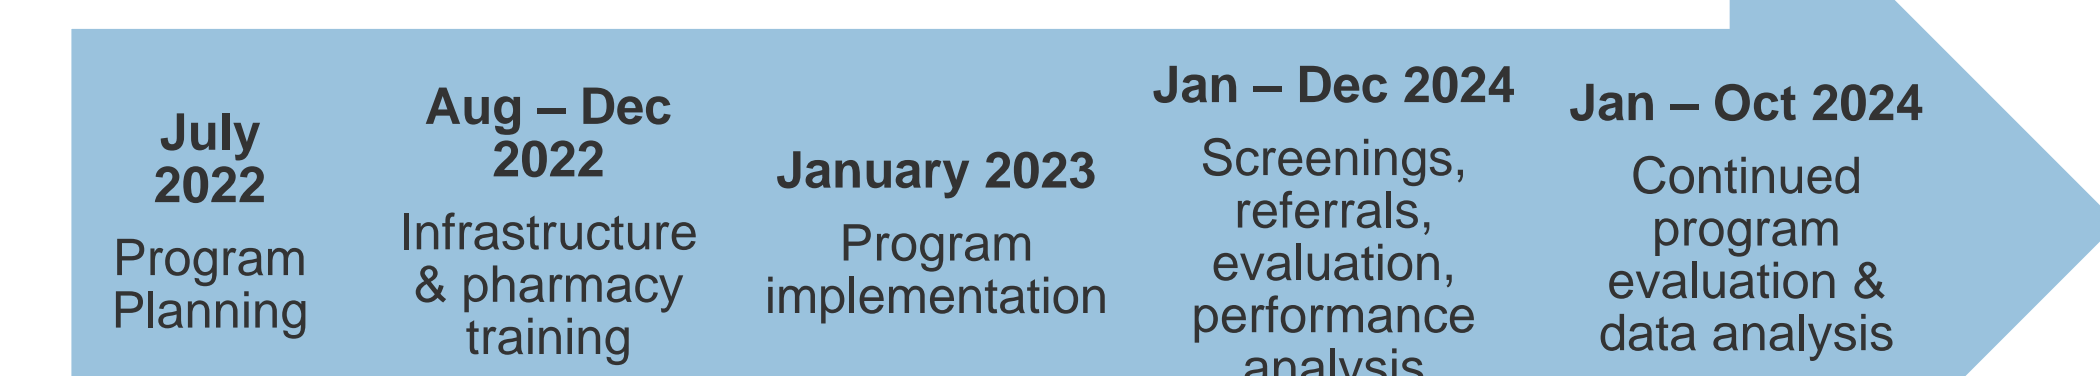 July
2022
Program
Planning
Aug – Dec
2022
Infrastructure
& pharmacy
training
January 2023
Program
implementation
Jan – Dec 2024
Screenings,
referrals,
evaluation,
performance
analysis
Jan – Oct 2024
Continued
program
evaluation &
data analysis